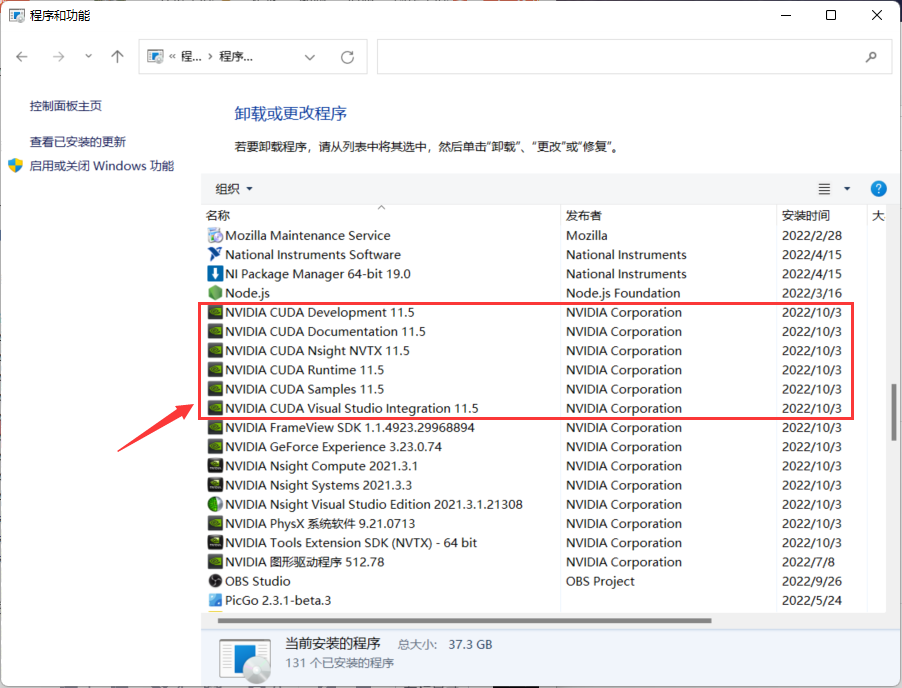 程序和功能
« 程... › 程序...
控制面板主页
查看已安装的更新
启用或关闭 Windows 功能
卸载或更改程序
若要卸载程序，请从列表中将其选中，然后单击“卸载”、“更改”或“修复”。
组织
名称 发布者 安装时间 大
Mozilla Maintenance Service Mozilla 2022/2/28
National Instruments Software National Instruments 2022/4/15
NI Package Manager 64-bit 19.0 National Instruments 2022/4/15
Node.js Node.js Foundation 2022/3/16
NVIDIA CUDA Development 11.5 NVIDIA Corporation 2022/10/3
NVIDIA CUDA Documentation 11.5 NVIDIA Corporation 2022/10/3
NVIDIA CUDA Nsight NVTX 11.5 NVIDIA Corporation 2022/10/3
NVIDIA CUDA Runtime 11.5 NVIDIA Corporation 2022/10/3
NVIDIA CUDA Samples 11.5 NVIDIA Corporation 2022/10/3
NVIDIA CUDA Visual Studio Integration 11.5 NVIDIA Corporation 2022/10/3
NVIDIA FrameView SDK 1.1.4923.29968894 NVIDIA Corporation 2022/10/3
NVIDIA GeForce Experience 3.23.0.74 NVIDIA Corporation 2022/10/3
NVIDIA Nsight Compute 2021.3.1 NVIDIA Corporation 2022/10/3
NVIDIA Nsight Systems 2021.3.3 NVIDIA Corporation 2022/10/3
NVIDIA Nsight Visual Studio Edition 2021.3.1.21308 NVIDIA Corporation 2022/10/3
NVIDIA PhysX 系统软件 9.21.0713 NVIDIA Corporation 2022/10/3
NVIDIA Tools Extension SDK (NVTX) - 64 bit NVIDIA Corporation 2022/10/3
NVIDIA 图形驱动程序 512.78 NVIDIA Corporation 2022/7/8
OBS Studio OBS Project 2022/9/26
PicGo 2.3.1-beta.3 2022/5/24
当前安装的程序 总大小: 37.3 GB
131 个已安装的程序